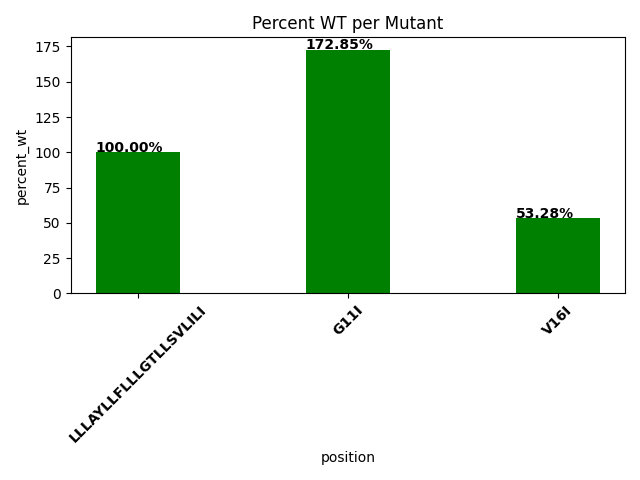 Percent WT per Mutant
percent_wt
175
150
125
100
75
50
25
0
100.00%
172.85%
53.28%
LLLAYLLFLLLGTLLSVLILI
G11I
V16I
position